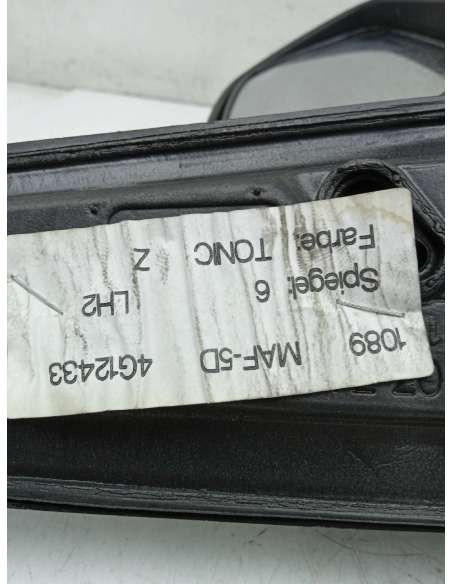 1089 MAF-5D 4G12433
Spiegel: 6 LH2
Farbe: TONIC Z